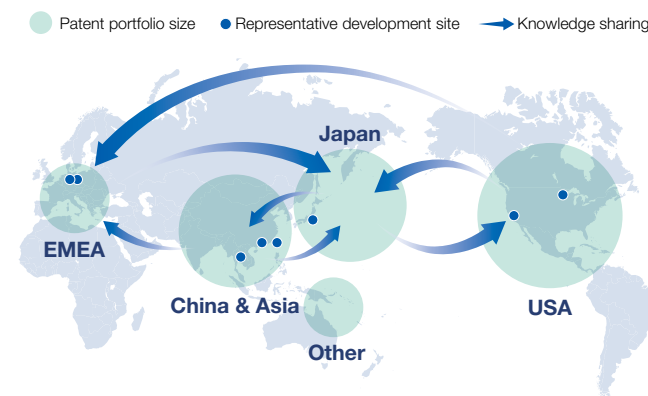 Patent portfolio size
Representative development site
Knowledge sharing
Japan
EMEA
China & Asia
USA
Other